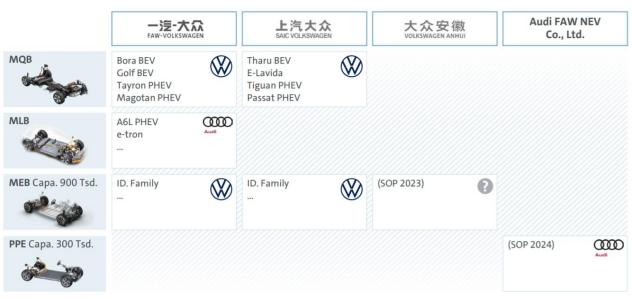 一汽-大众
FAW-VOLKSWAGEN
上汽大众
SAIC VOLKSWAGEN
大众安徽
VOLKSWAGEN ANHUI
Audi FAW NEV
Co., Ltd.
MQB
Bora BEV
Golf BEV
Tayron PHEV
Magotan PHEV
Tharu BEV
E-Lavida
Tiguan PHEV
Passat PHEV
MLB
A6L PHEV
e-tron
...
Audi
MEB Capa. 900 Tsd.
ID. Family
...
ID. Family
...
(SOP 2023)
?
PPE Capa. 300 Tsd.
(SOP 2024)
Audi